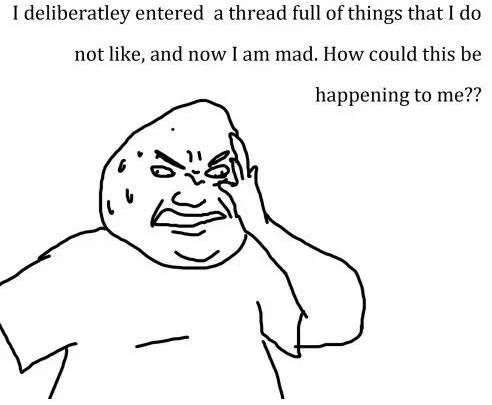 I deliberatley entered  a thread full of things that I do
not like, and now I am mad. How could this be
happening to me??